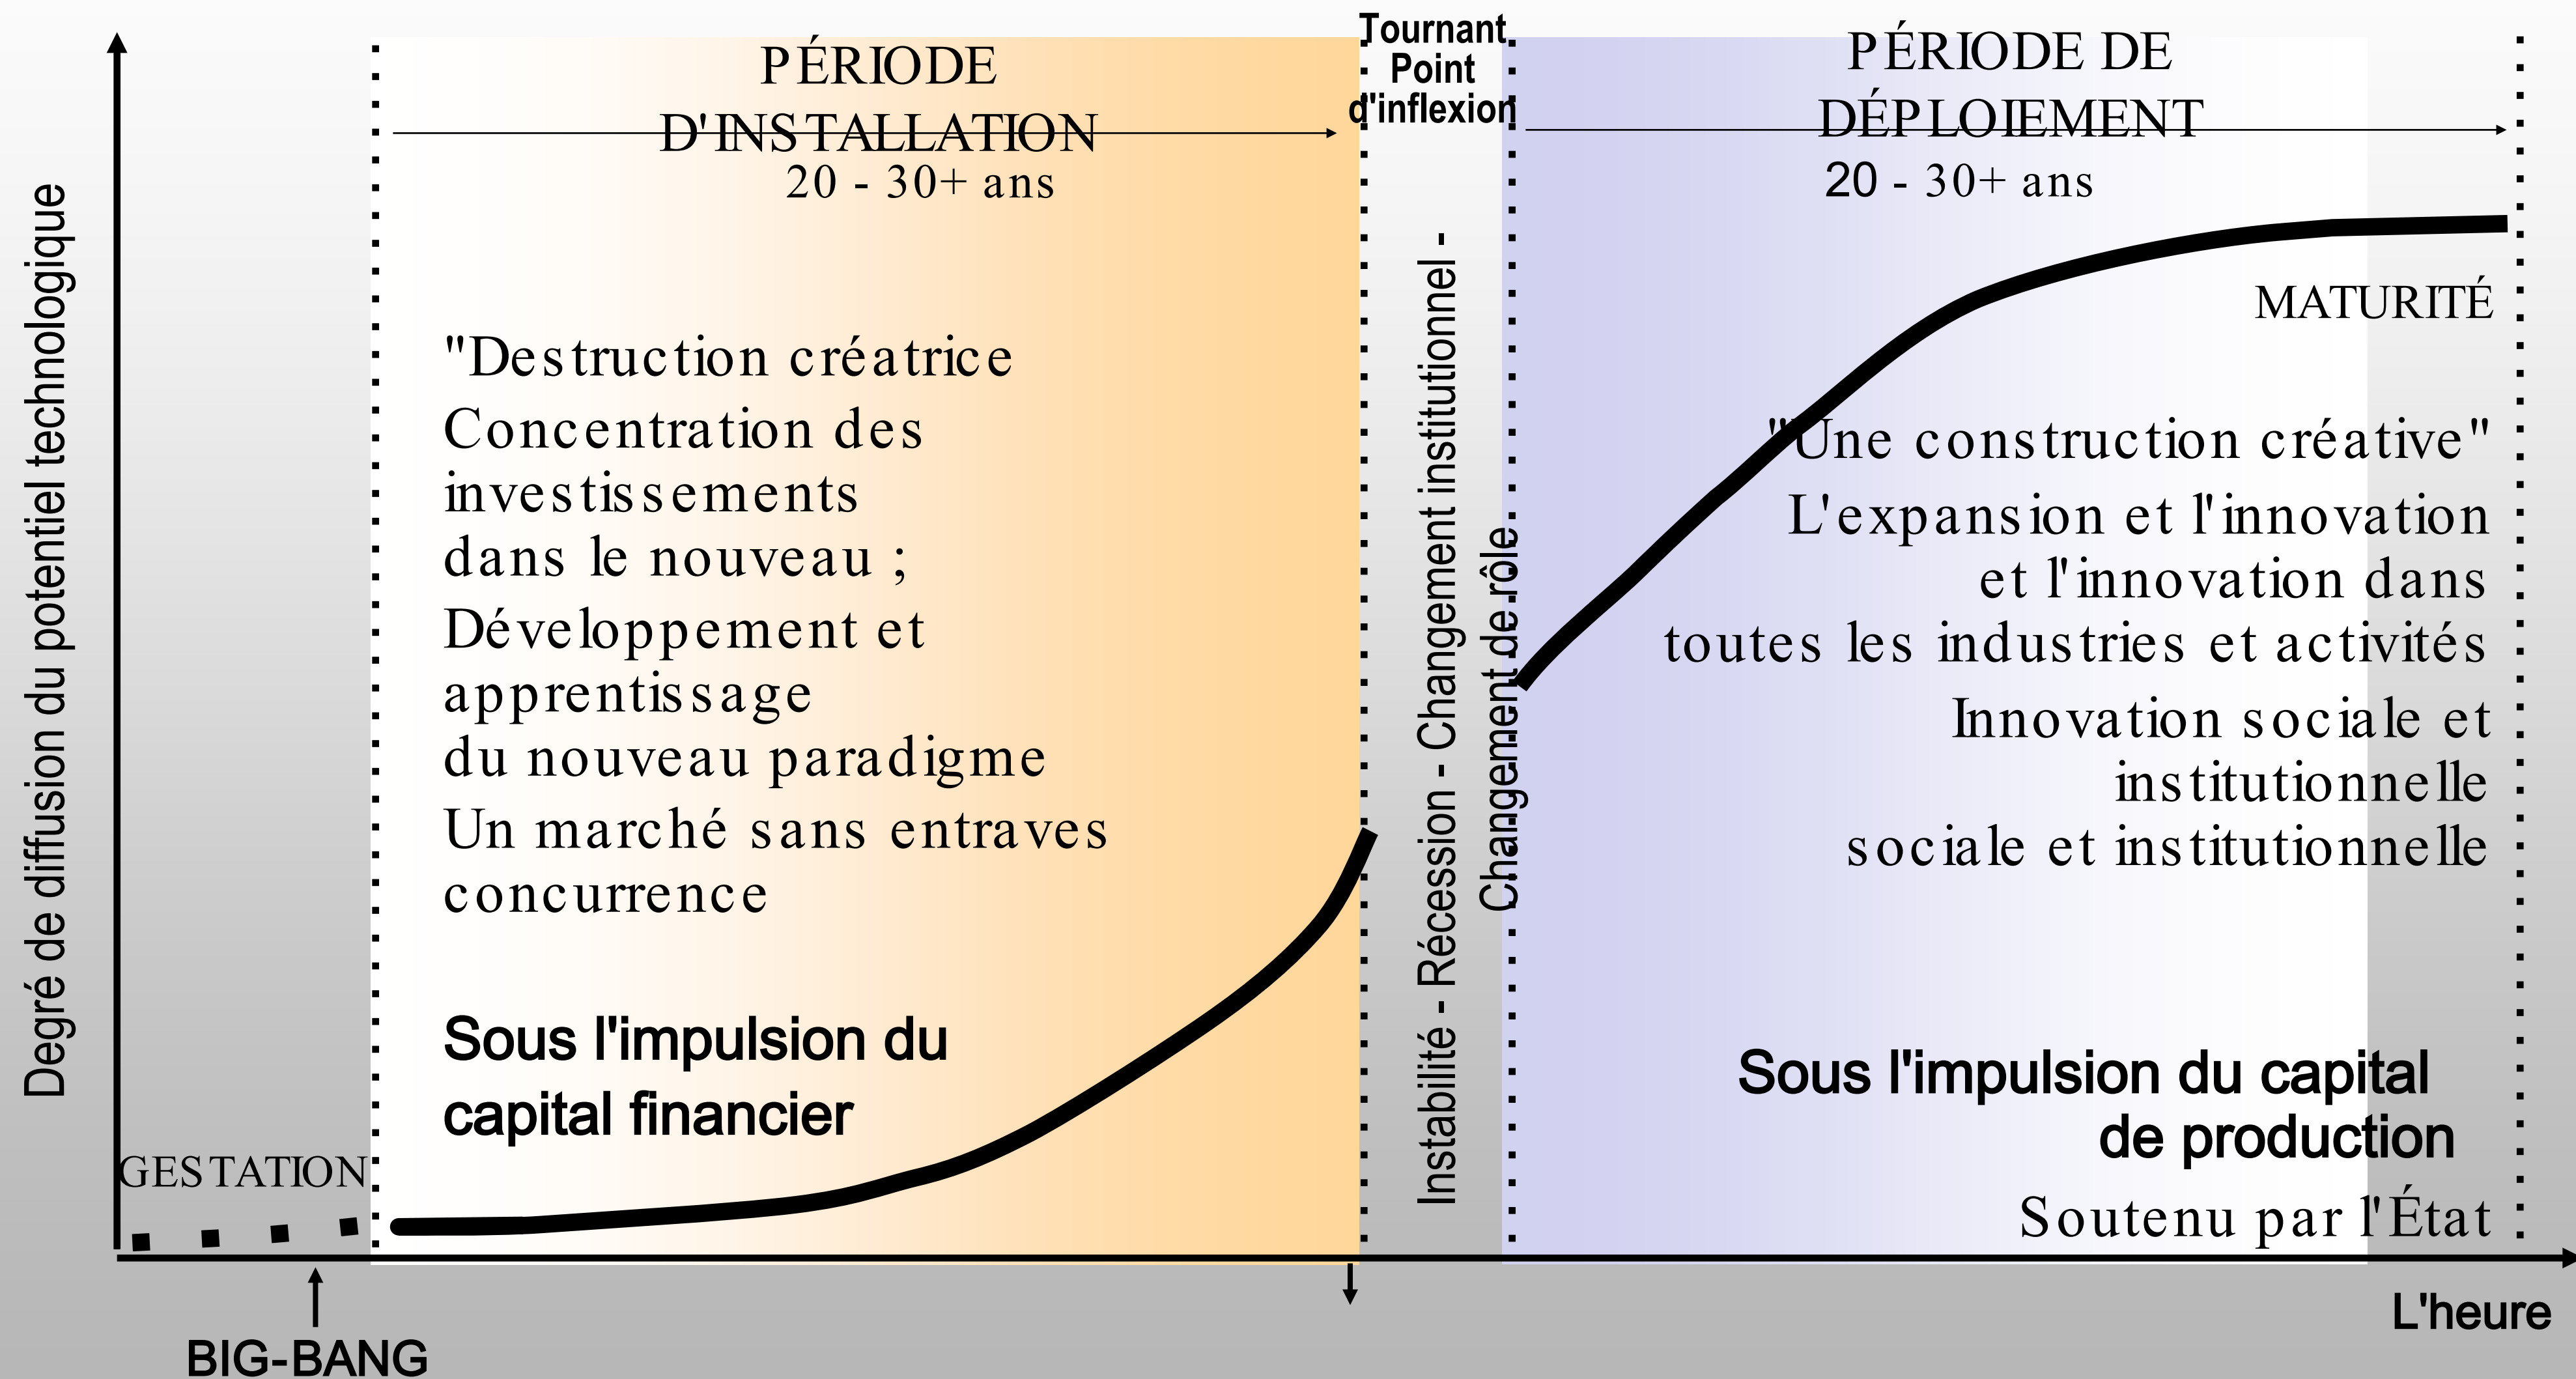 Degré de diffusion du potentiel technologique
PÉRIODE
D'INSTALLATION
20 - 30+ ans
"Destruction créatrice
Concentration des
investissements
dans le nouveau ;
Développement et
apprentissage
du nouveau paradigme
Un marché sans entraves
concurrence
Sous l'impulsion du
capital financier
GESTATION
BIG-BANG
Tournant
Point
d'inflexion
Instabilité - Récession - Changement institutionnel -
Changement de rôle
PÉRIODE DE
DÉPLOIEMENT
20 - 30+ ans
MATURITÉ
"Une construction créative"
L'expansion et l'innovation
et l'innovation dans
toutes les industries et activités
Innovation sociale et
institutionnelle
sociale et institutionnelle
Sous l'impulsion du capital
de production
Soutenu par l'État
L'heure